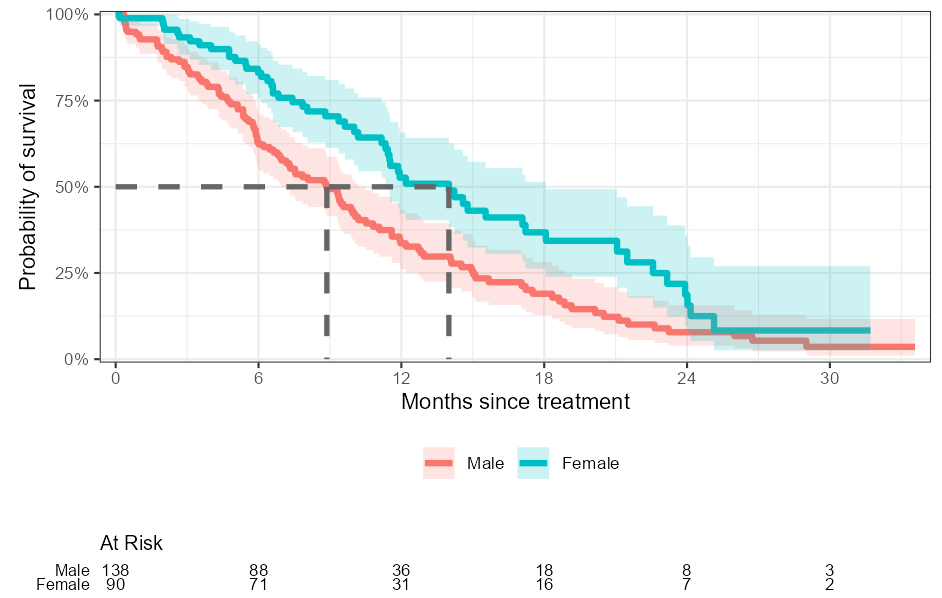 100%
75%
50%
25%
0%
Probability of survival
0 6 12 18 24 30
Months since treatment
Male Female
At Risk
Male 138 88 36 18 8 3
Female 90 71 31 16 7 2